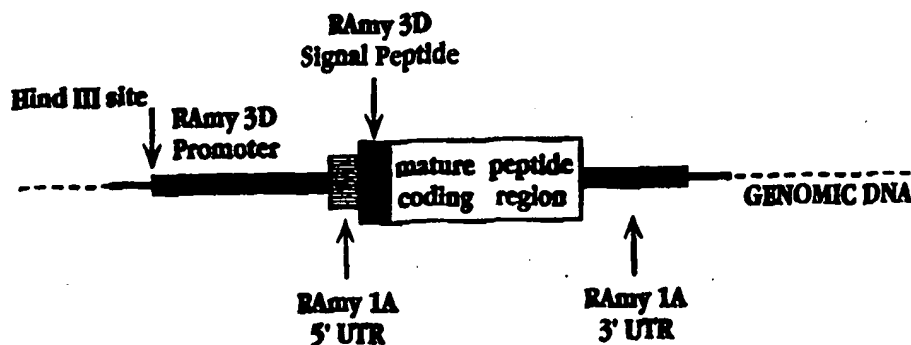 RAmy 3D
Signal Peptide
Hind III site
RAmy 3D
Promoter
mature peptide
coding region
GENOMIC DNA
RAmy 1A
5' UTR
RAmy 1A
3' UTR